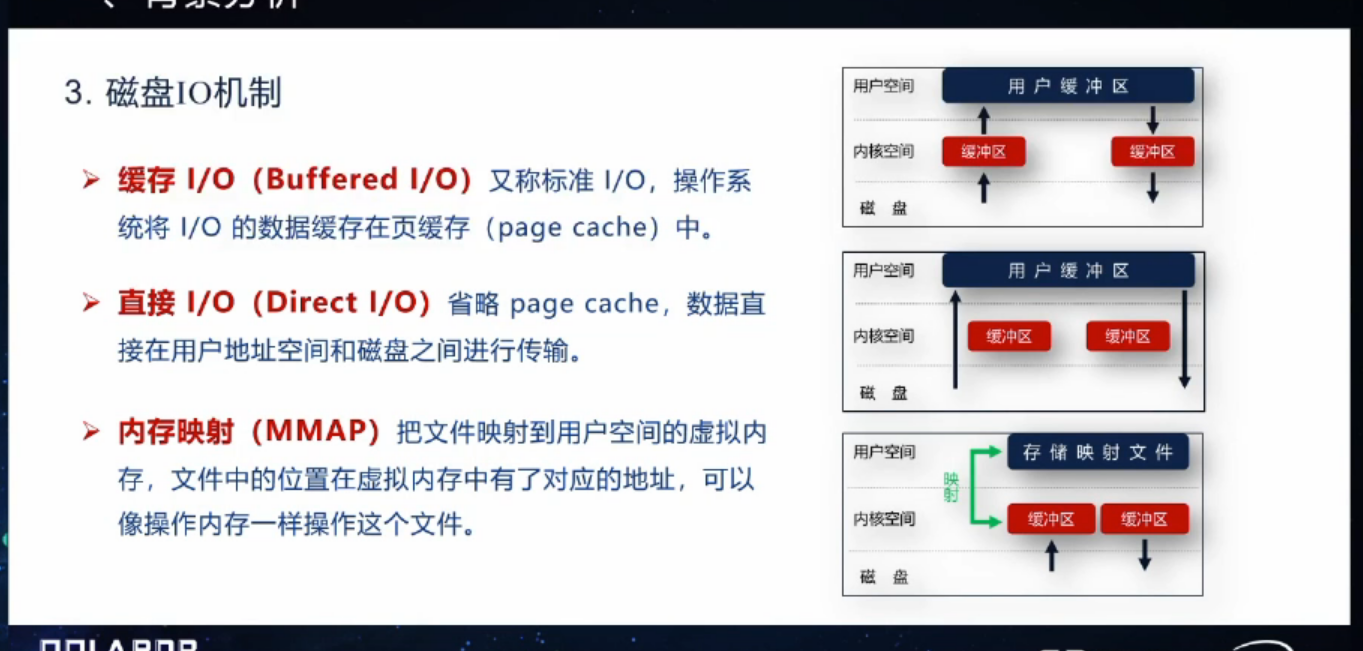 背景分析
3. 磁盘IO机制
➢ 缓存 I/O（Buffered I/O）又称标准 I/O，操作系
统将 I/O 的数据缓存在页缓存（page cache）中。
➢ 直接 I/O（Direct I/O）省略 page cache，数据直
接在用户地址空间和磁盘之间进行传输。
➢ 内存映射（MMAP）把文件映射到用户空间的虚拟内
存，文件中的位置在虚拟内存中有了对应的地址，可以
像操作内存一样操作这个文件。
用户空间 用户缓冲区
内核空间 缓冲区 缓冲区
磁 盘
用户空间 用户缓冲区
内核空间 缓冲区 缓冲区
磁 盘
用户空间 存储映射文件
映射
内核空间 缓冲区 缓冲区
磁 盘